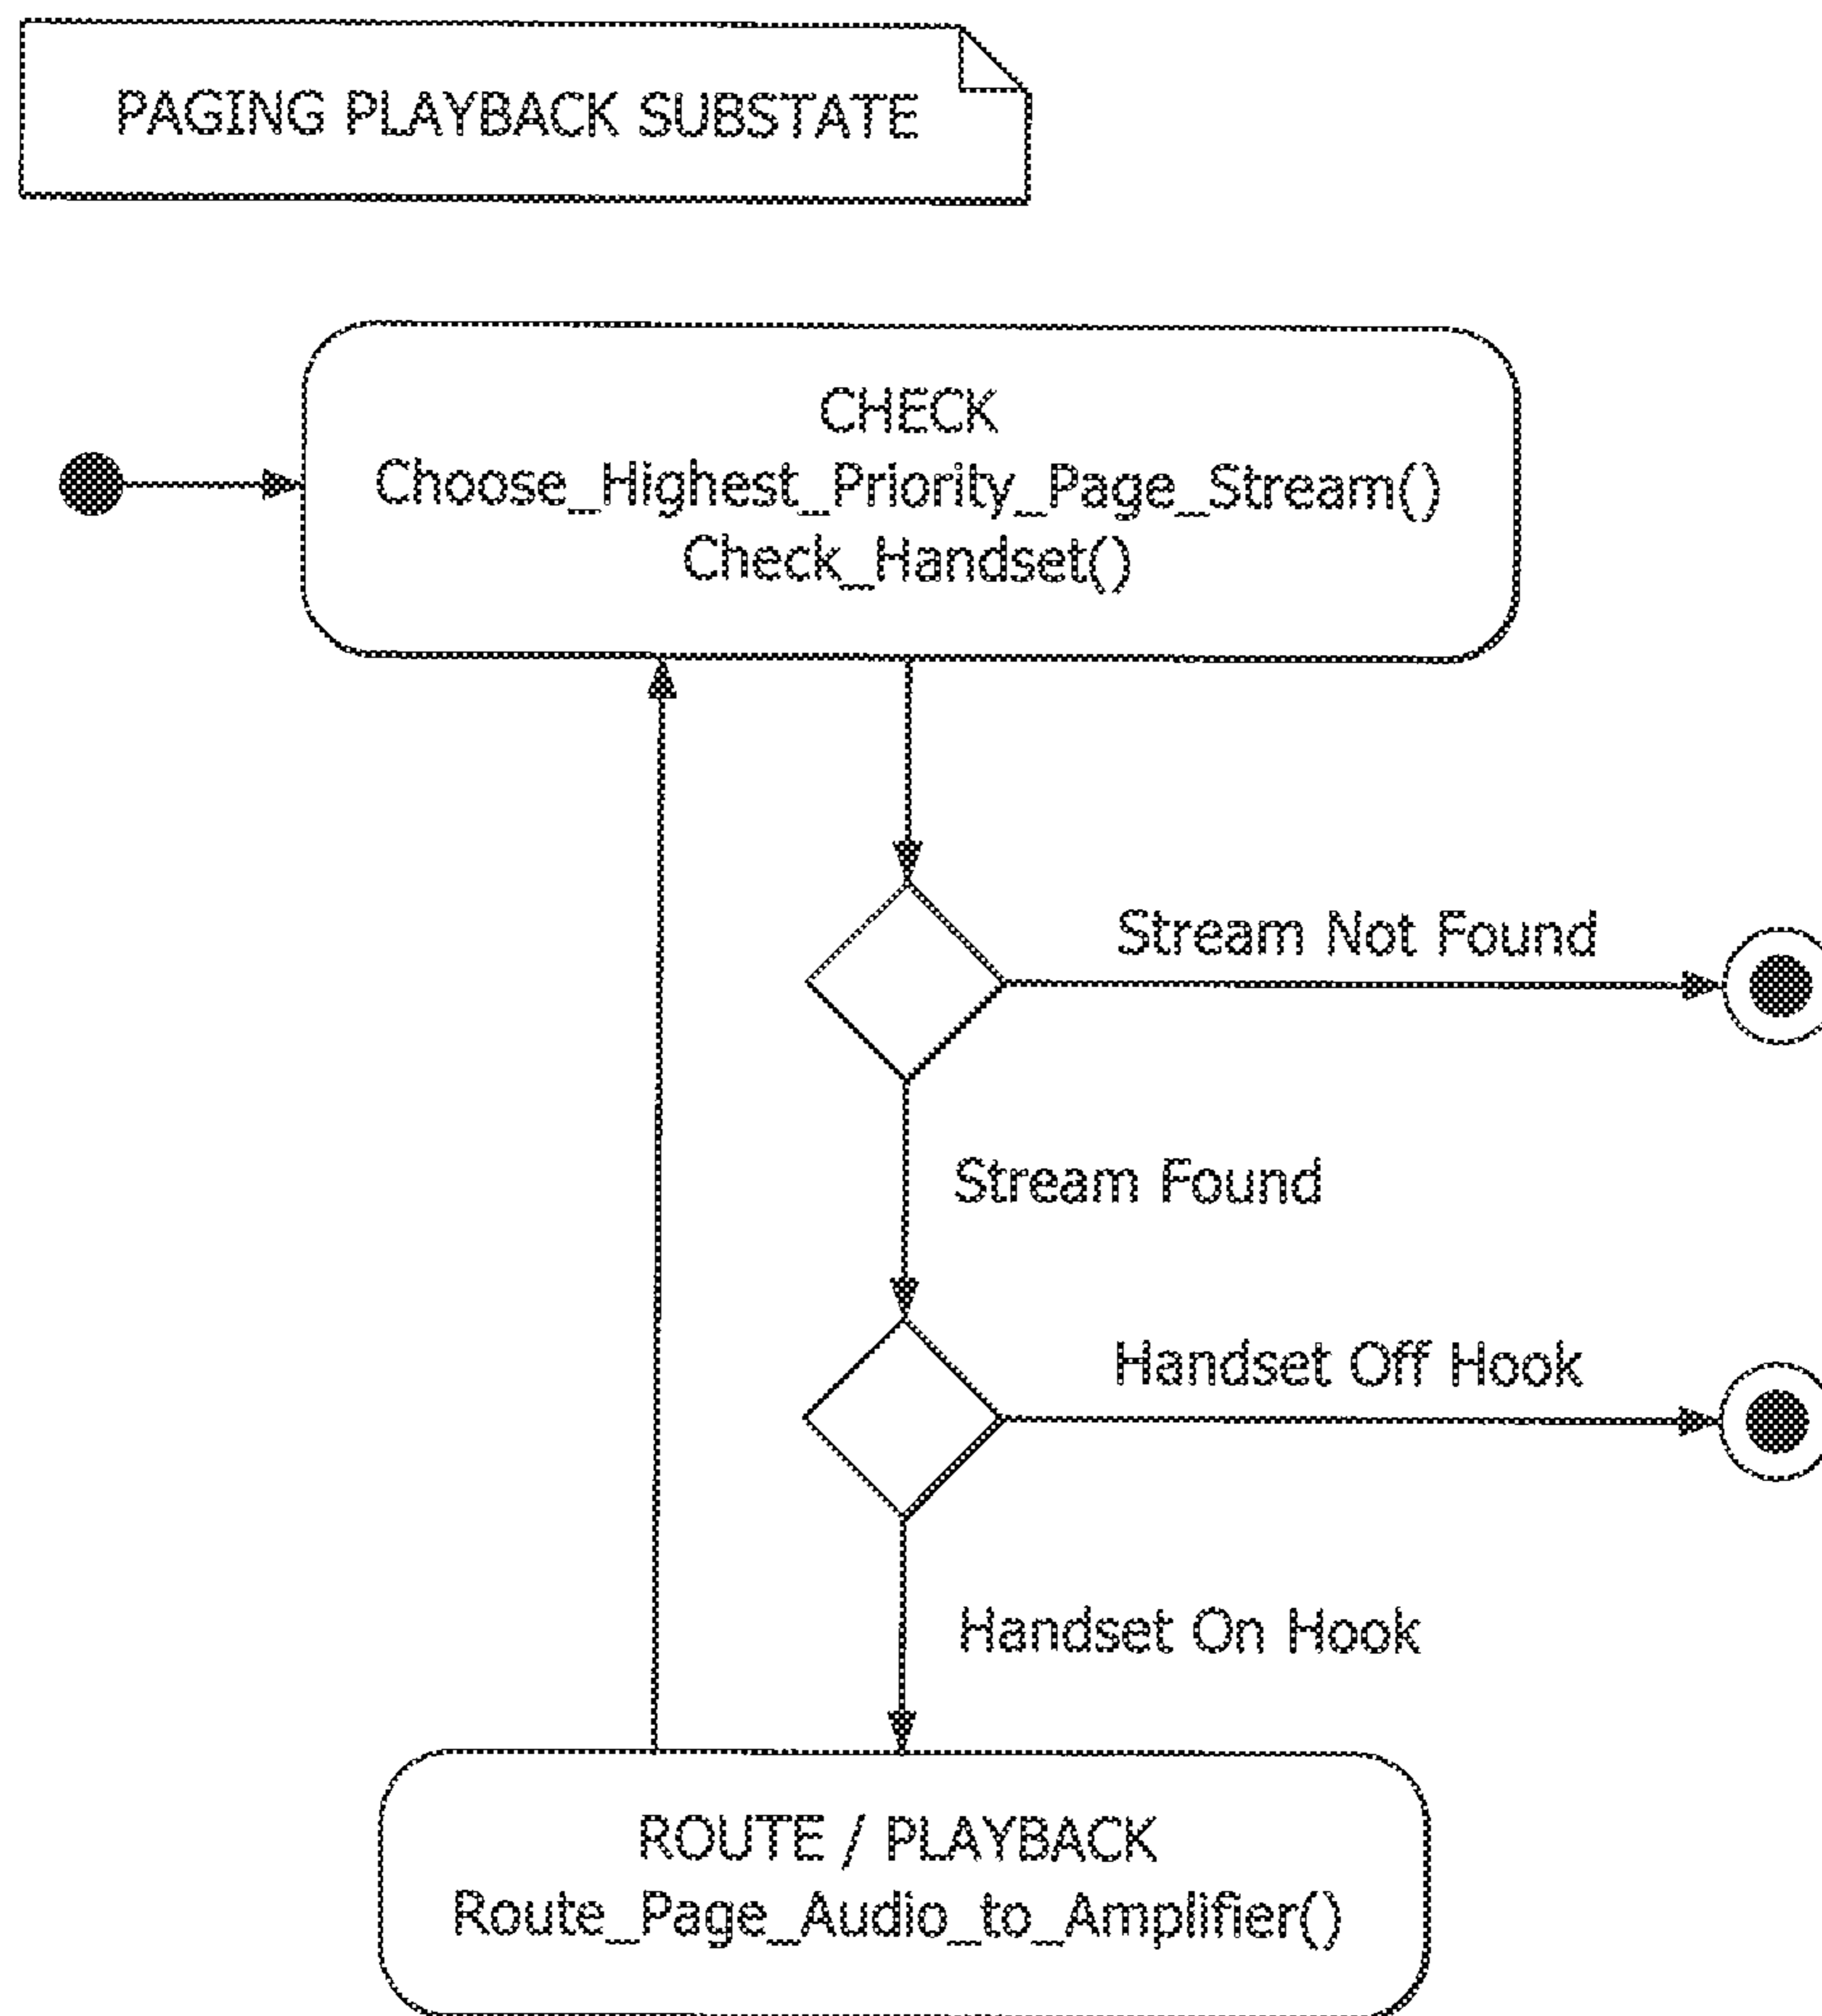 PAGING PLAYBACK SUBSTATE
CHECK
Choose_Highest_Priority_Page_Stream()
Check_Handset()
Stream Not Found
Stream Found
Handset Off Hook
Handset On Hook
ROUTE / PLAYBACK
Route_Page_Audio_to_Amplifier()